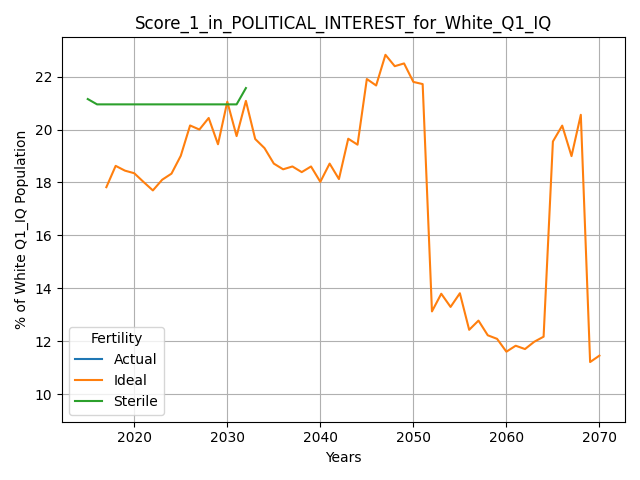 Score_1_in_POLITICAL_INTEREST_for_White_Q1_IQ
% of White Q1_IQ Population
22
20
18
16
14
12
10
Fertility
Actual
Ideal
Sterile
2020 2030 2040 2050 2060 2070
Years